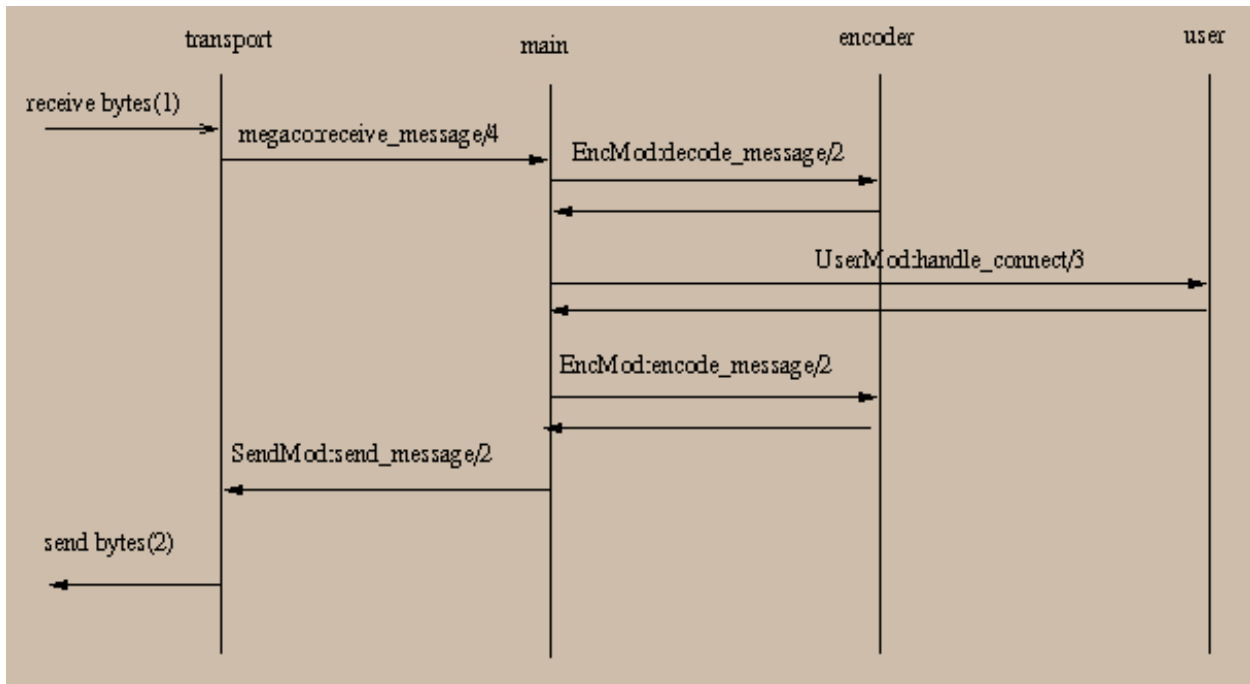 transport
main
encoder
user
receive bytes(1)
megaco:receive_message/4
EncMod:decode_message/2
UserMod:handle_connect/3
EncMod:encode_message/2
SendMod:send_message/2
send bytes(2)